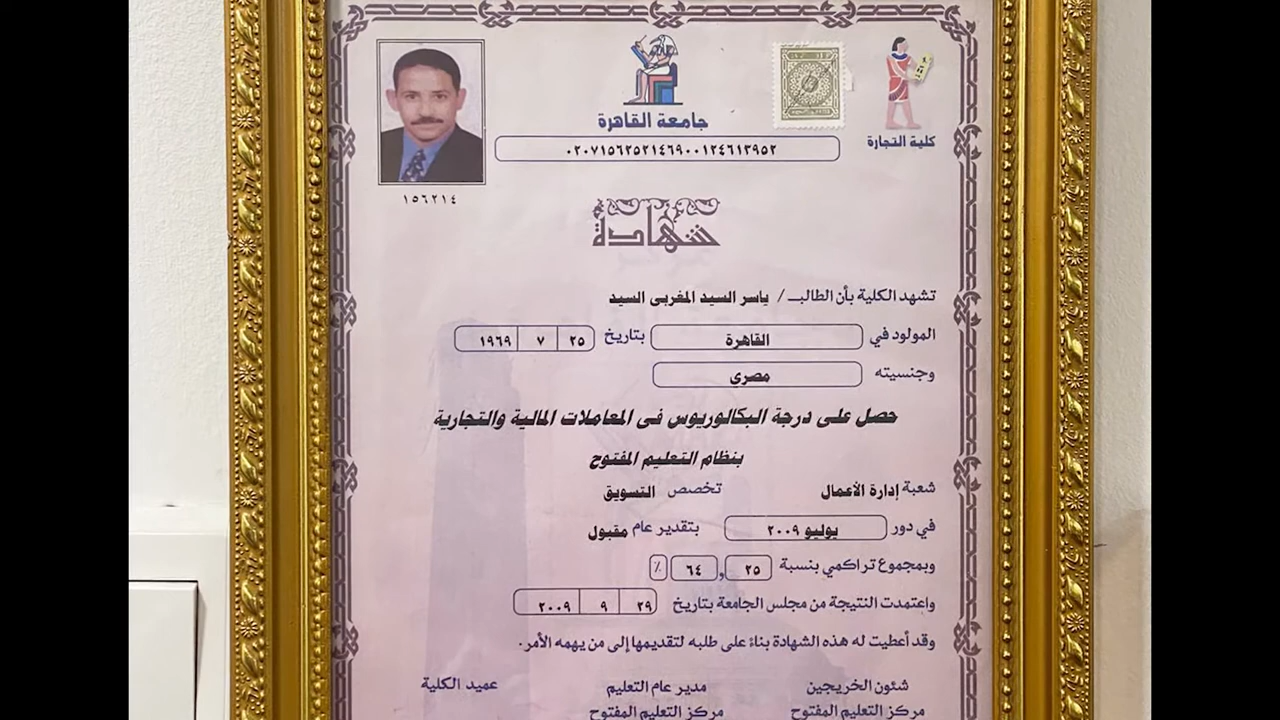 جامعة القاهرة
كلية التجارة
٠٢٠٧١٥٦٢٥٢١٤٦٩٠٠١٢٤٦١٣٩٥٢
١٥٦٢١٤
شهادة
تشهد الكلية بأن الطالب / ياسر السيد المغربى السيد
المولود في القاهرة بتاريخ ٢٥ ٧ ١٩٦٩
وجنسيته مصري
حصل على درجة البكالوريوس فى المعاملات المالية والتجارية
بنظام التعليم المفتوح
شعبة إدارة الأعمال تخصص التسويق
في دور يوليو ٢٠٠٩ بتقدير عام مقبول
وبمجموع تراكمي بنسبة ٢٥ , ٦٤ ٪
واعتمدت النتيجة من مجلس الجامعة بتاريخ ٢٩ ٩ ٢٠٠٩
وقد أعطيت له هذه الشهادة بناءً على طلبه لتقديمها إلى من يهمه الأمر.
شئون الخريجين مدير عام التعليم عميد الكلية
مركز التعليم المفتوح مركز التعليم المفتوح